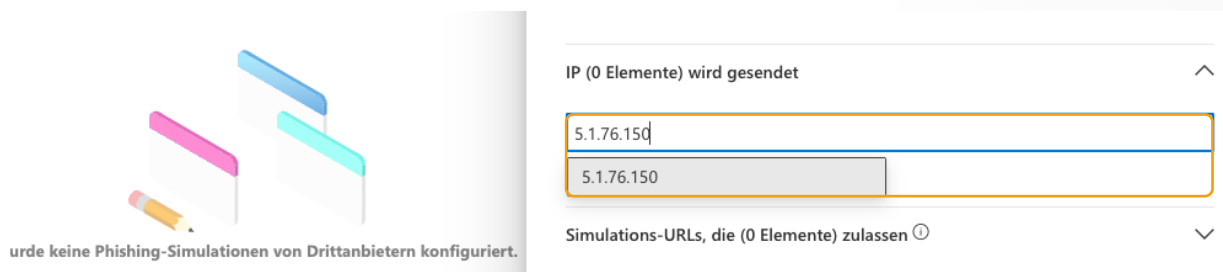 urde keine Phishing-Simulationen von Drittanbietern konfiguriert.
IP (0 Elemente) wird gesendet
5.1.76.150
5.1.76.150
Simulations-URLs, die (0 Elemente) zulassen